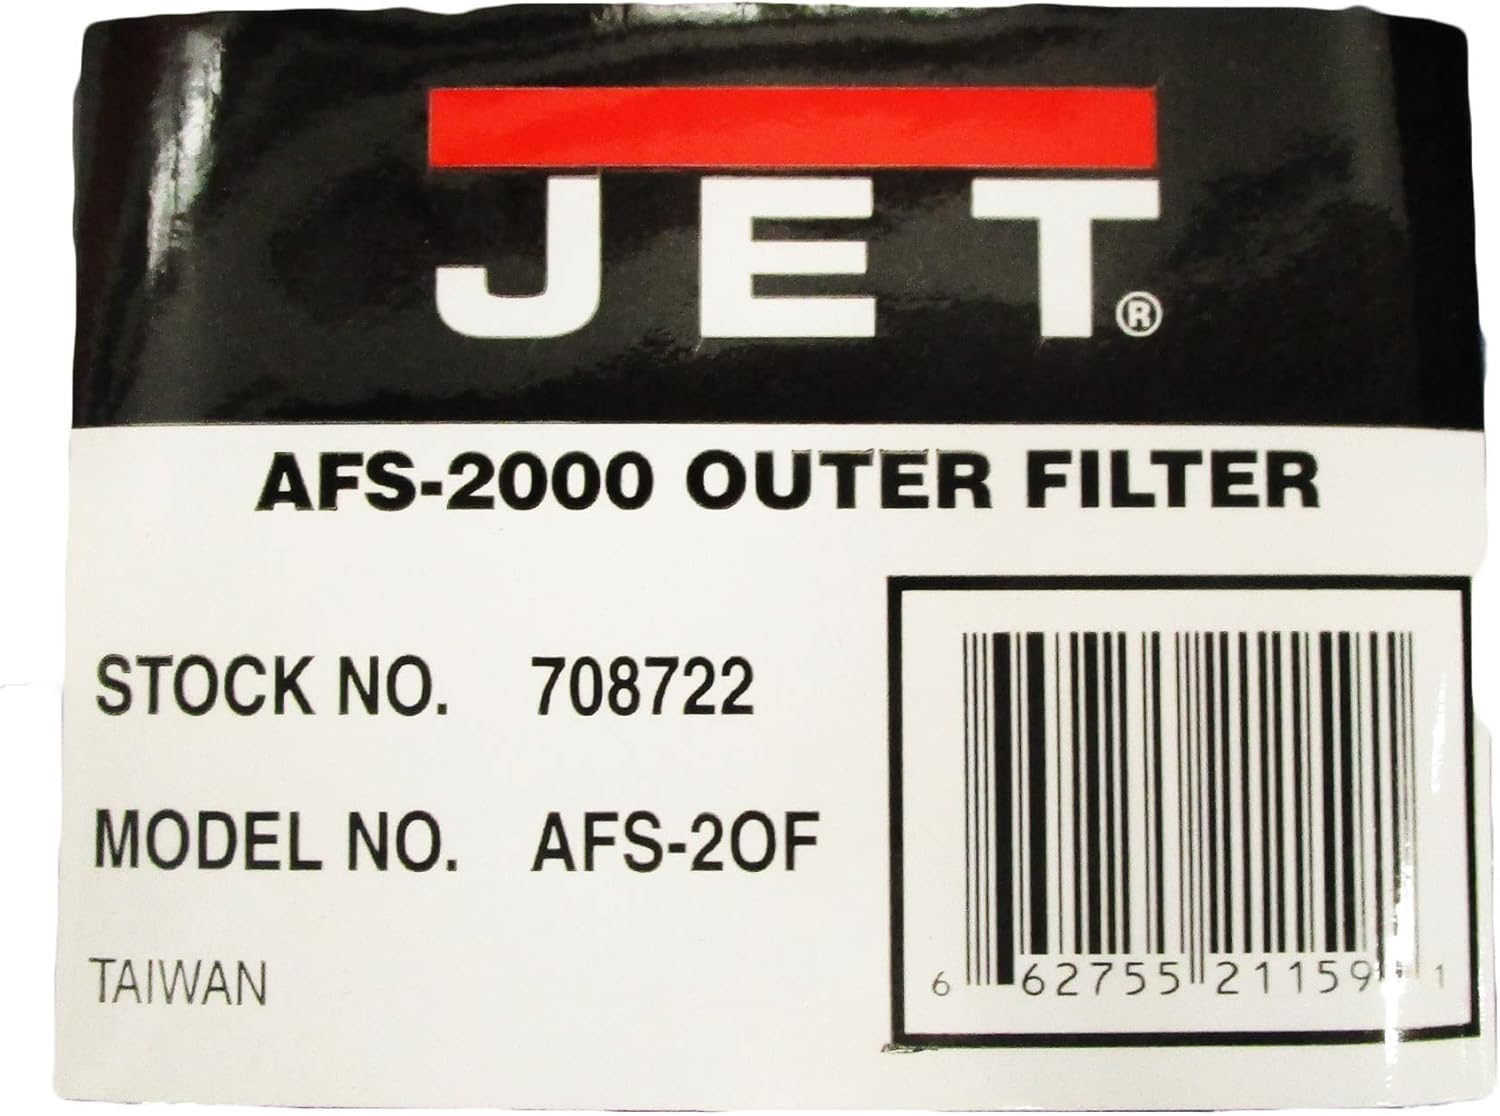 JET®
AFS-2000 OUTER FILTER
STOCK NO. 708722
MODEL NO. AFS-2OF
TAIWAN
6 62755 21159 1